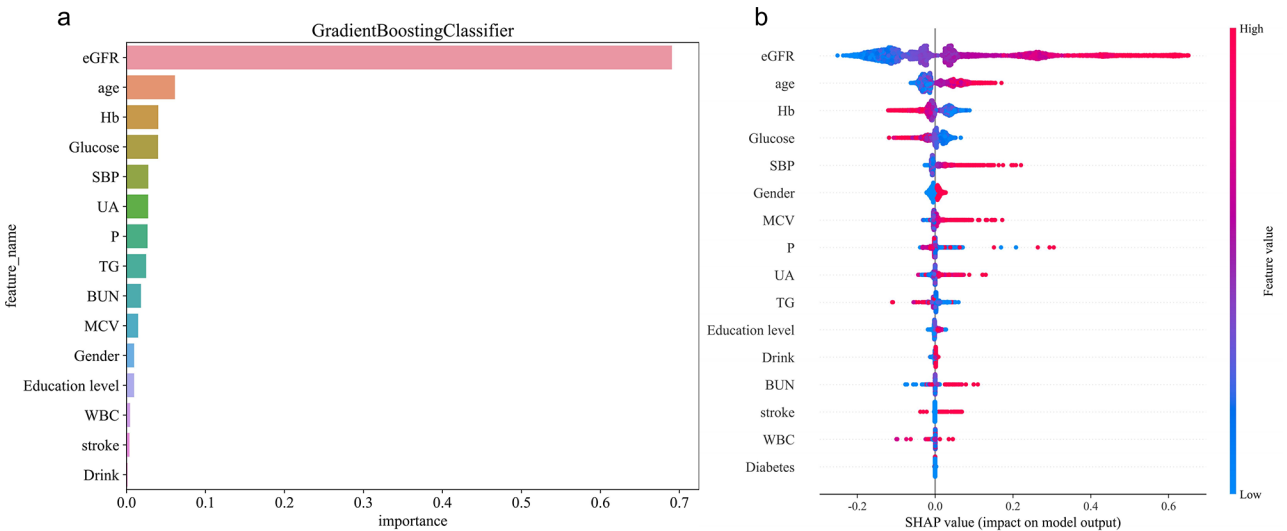 a
GradientBoostingClassifier
feature_name
eGFR
age
Hb
Glucose
SBP
UA
P
TG
BUN
MCV
Gender
Education level
WBC
stroke
Drink
0.0 0.1 0.2 0.3 0.4 0.5 0.6 0.7
importance
b
eGFR
age
Hb
Glucose
SBP
Gender
MCV
P
UA
TG
Education level
Drink
BUN
stroke
WBC
Diabetes
-0.2 0.0 0.2 0.4 0.6
SHAP value (impact on model output)
High
Feature value
Low